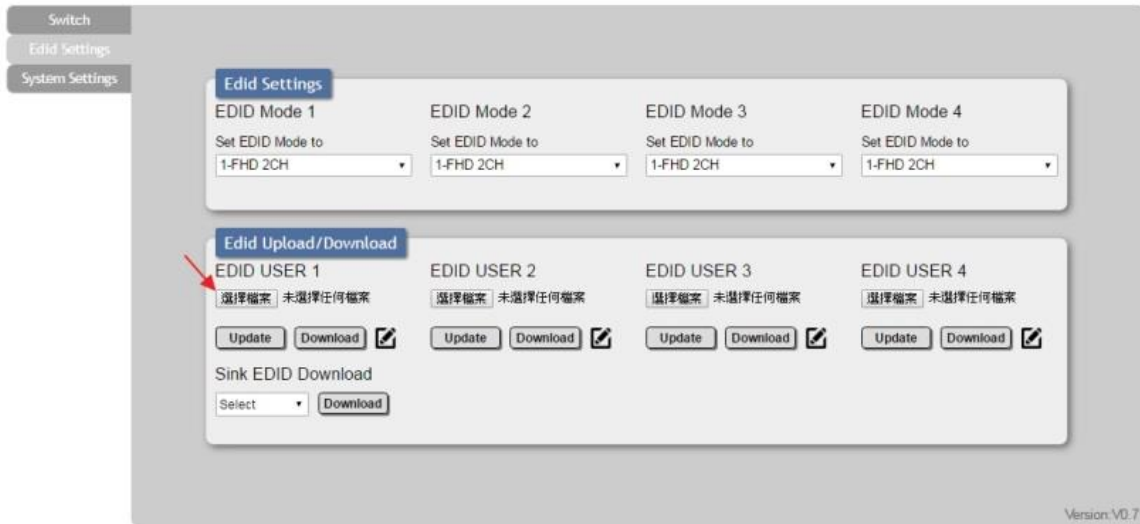 Switch
Edid Settings
System Settings
Edid Settings
EDID Mode 1 EDID Mode 2 EDID Mode 3 EDID Mode 4
Set EDID Mode to Set EDID Mode to Set EDID Mode to Set EDID Mode to
1-FHD 2CH 1-FHD 2CH 1-FHD 2CH 1-FHD 2CH
Edid Upload/Download
EDID USER 1 EDID USER 2 EDID USER 3 EDID USER 4
選擇檔案 未選擇任何檔案 選擇檔案 未選擇任何檔案 選擇檔案 未選擇任何檔案 選擇檔案 未選擇任何檔案
Update Download Update Download Update Download Update Download
Sink EDID Download
Select Download
Version:V0.7